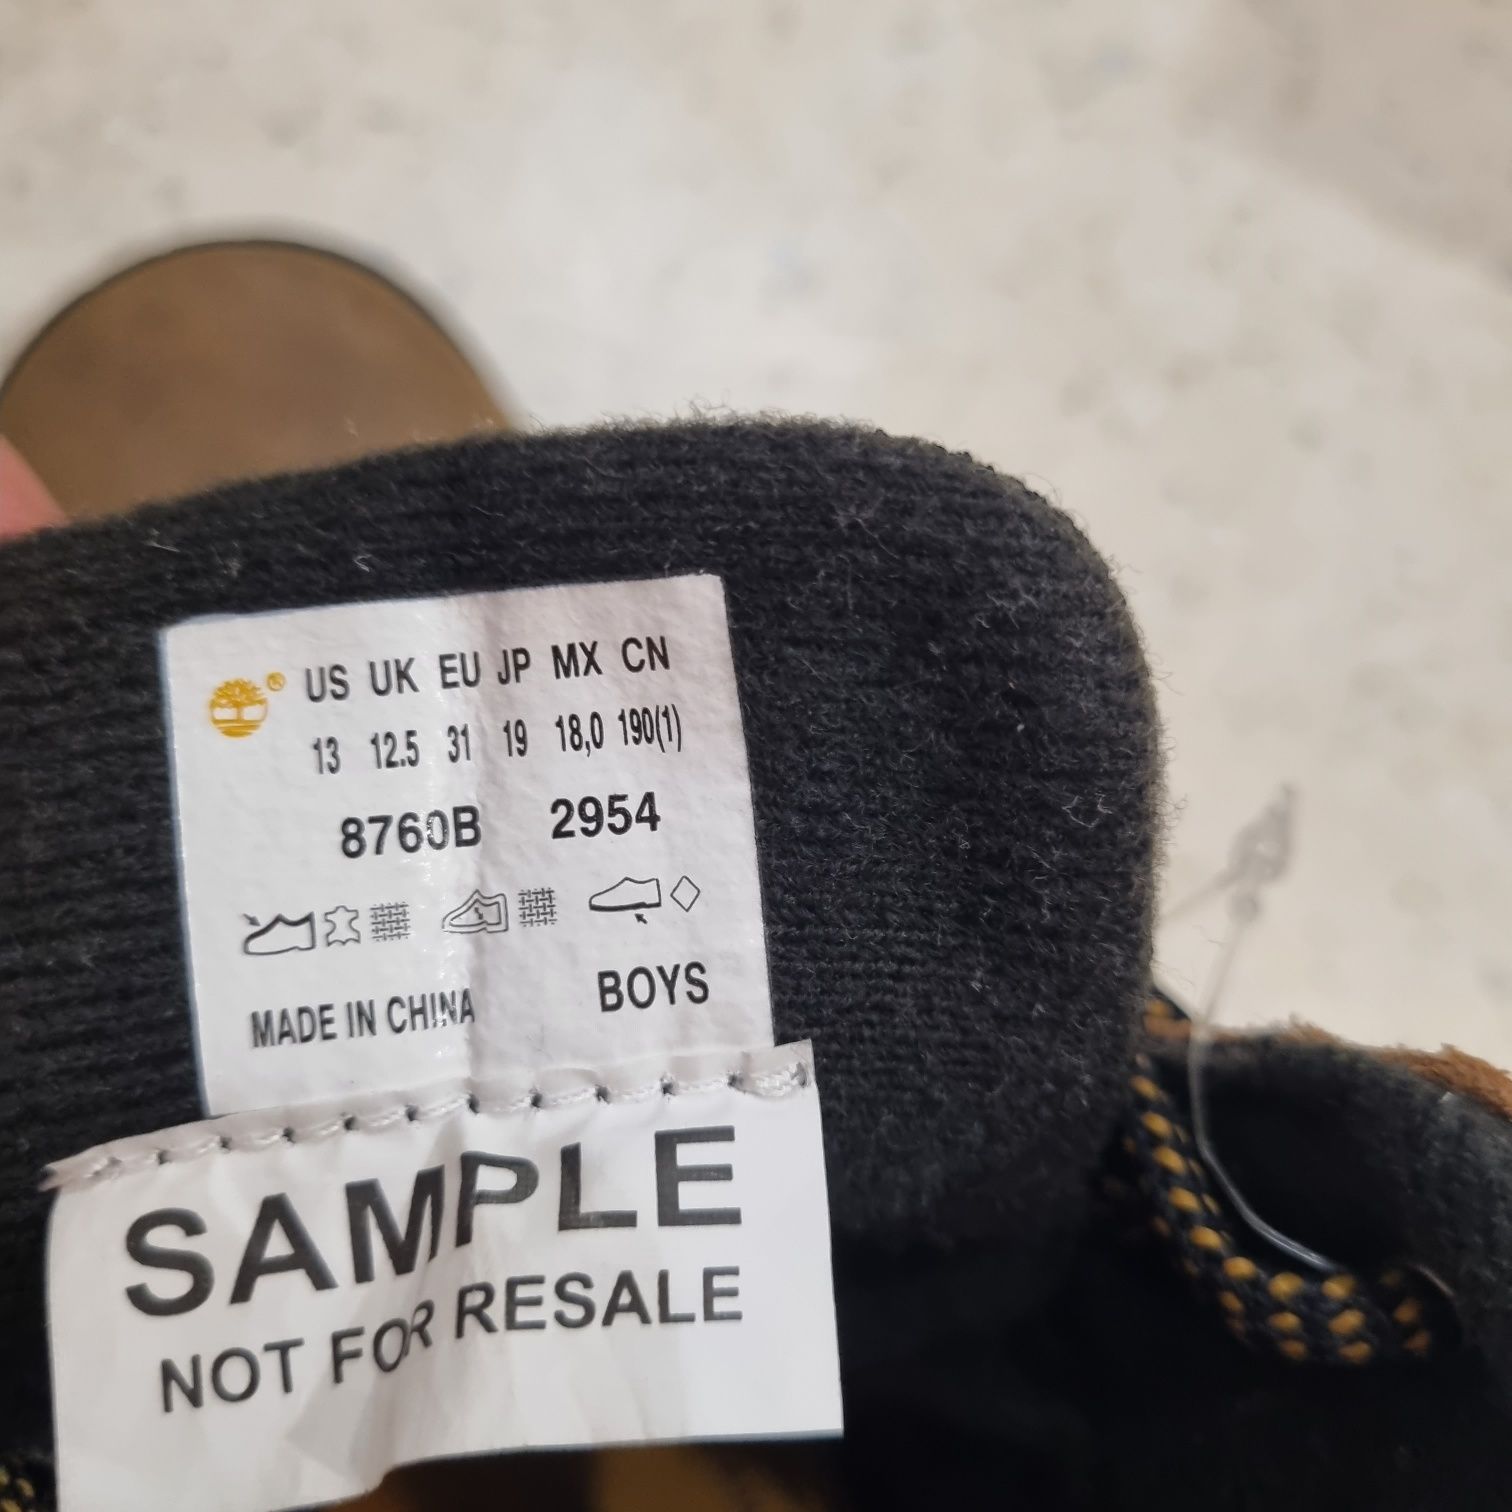 ® US UK EU JP MX CN
13 12.5 31 19 18,0 190(1)
8760B 2954
MADE IN CHINA BOYS
SAMPLE
NOT FOR RESALE